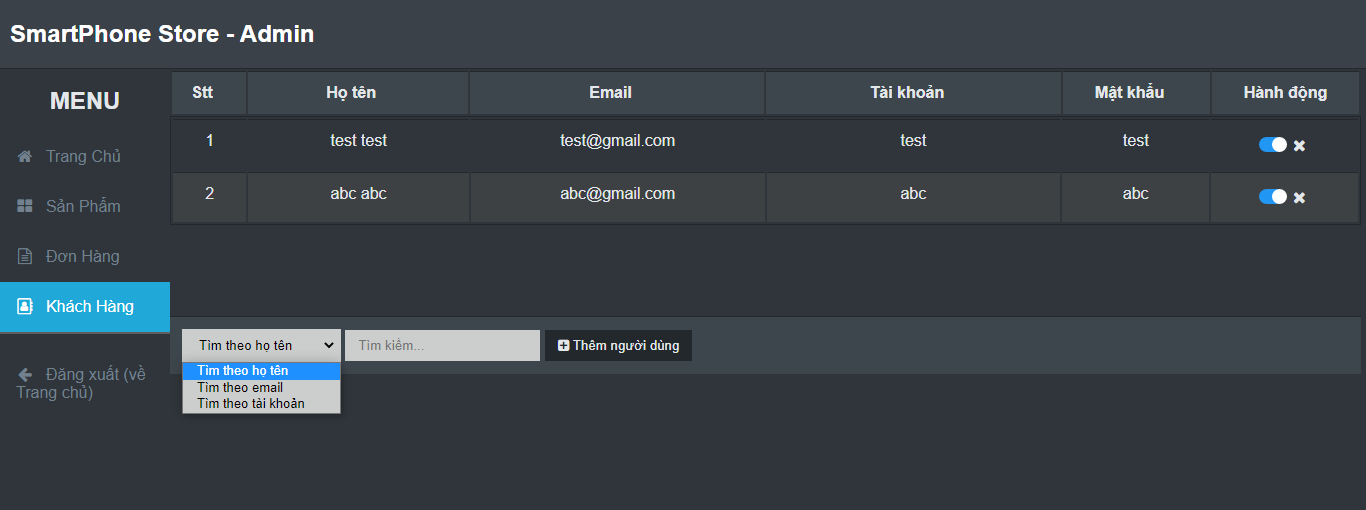 SmartPhone Store - Admin
MENU
Trang Chủ
Sản Phẩm
Đơn Hàng
Khách Hàng
Đăng xuất (về
Trang chủ)
Stt Họ tên Email Tài khoản Mật khẩu Hành động
1 test test test@gmail.com test test
2 abc abc abc@gmail.com abc abc
Tìm theo họ tên Tìm kiếm... Thêm người dùng
Tìm theo họ tên
Tìm theo email
Tìm theo tài khoản